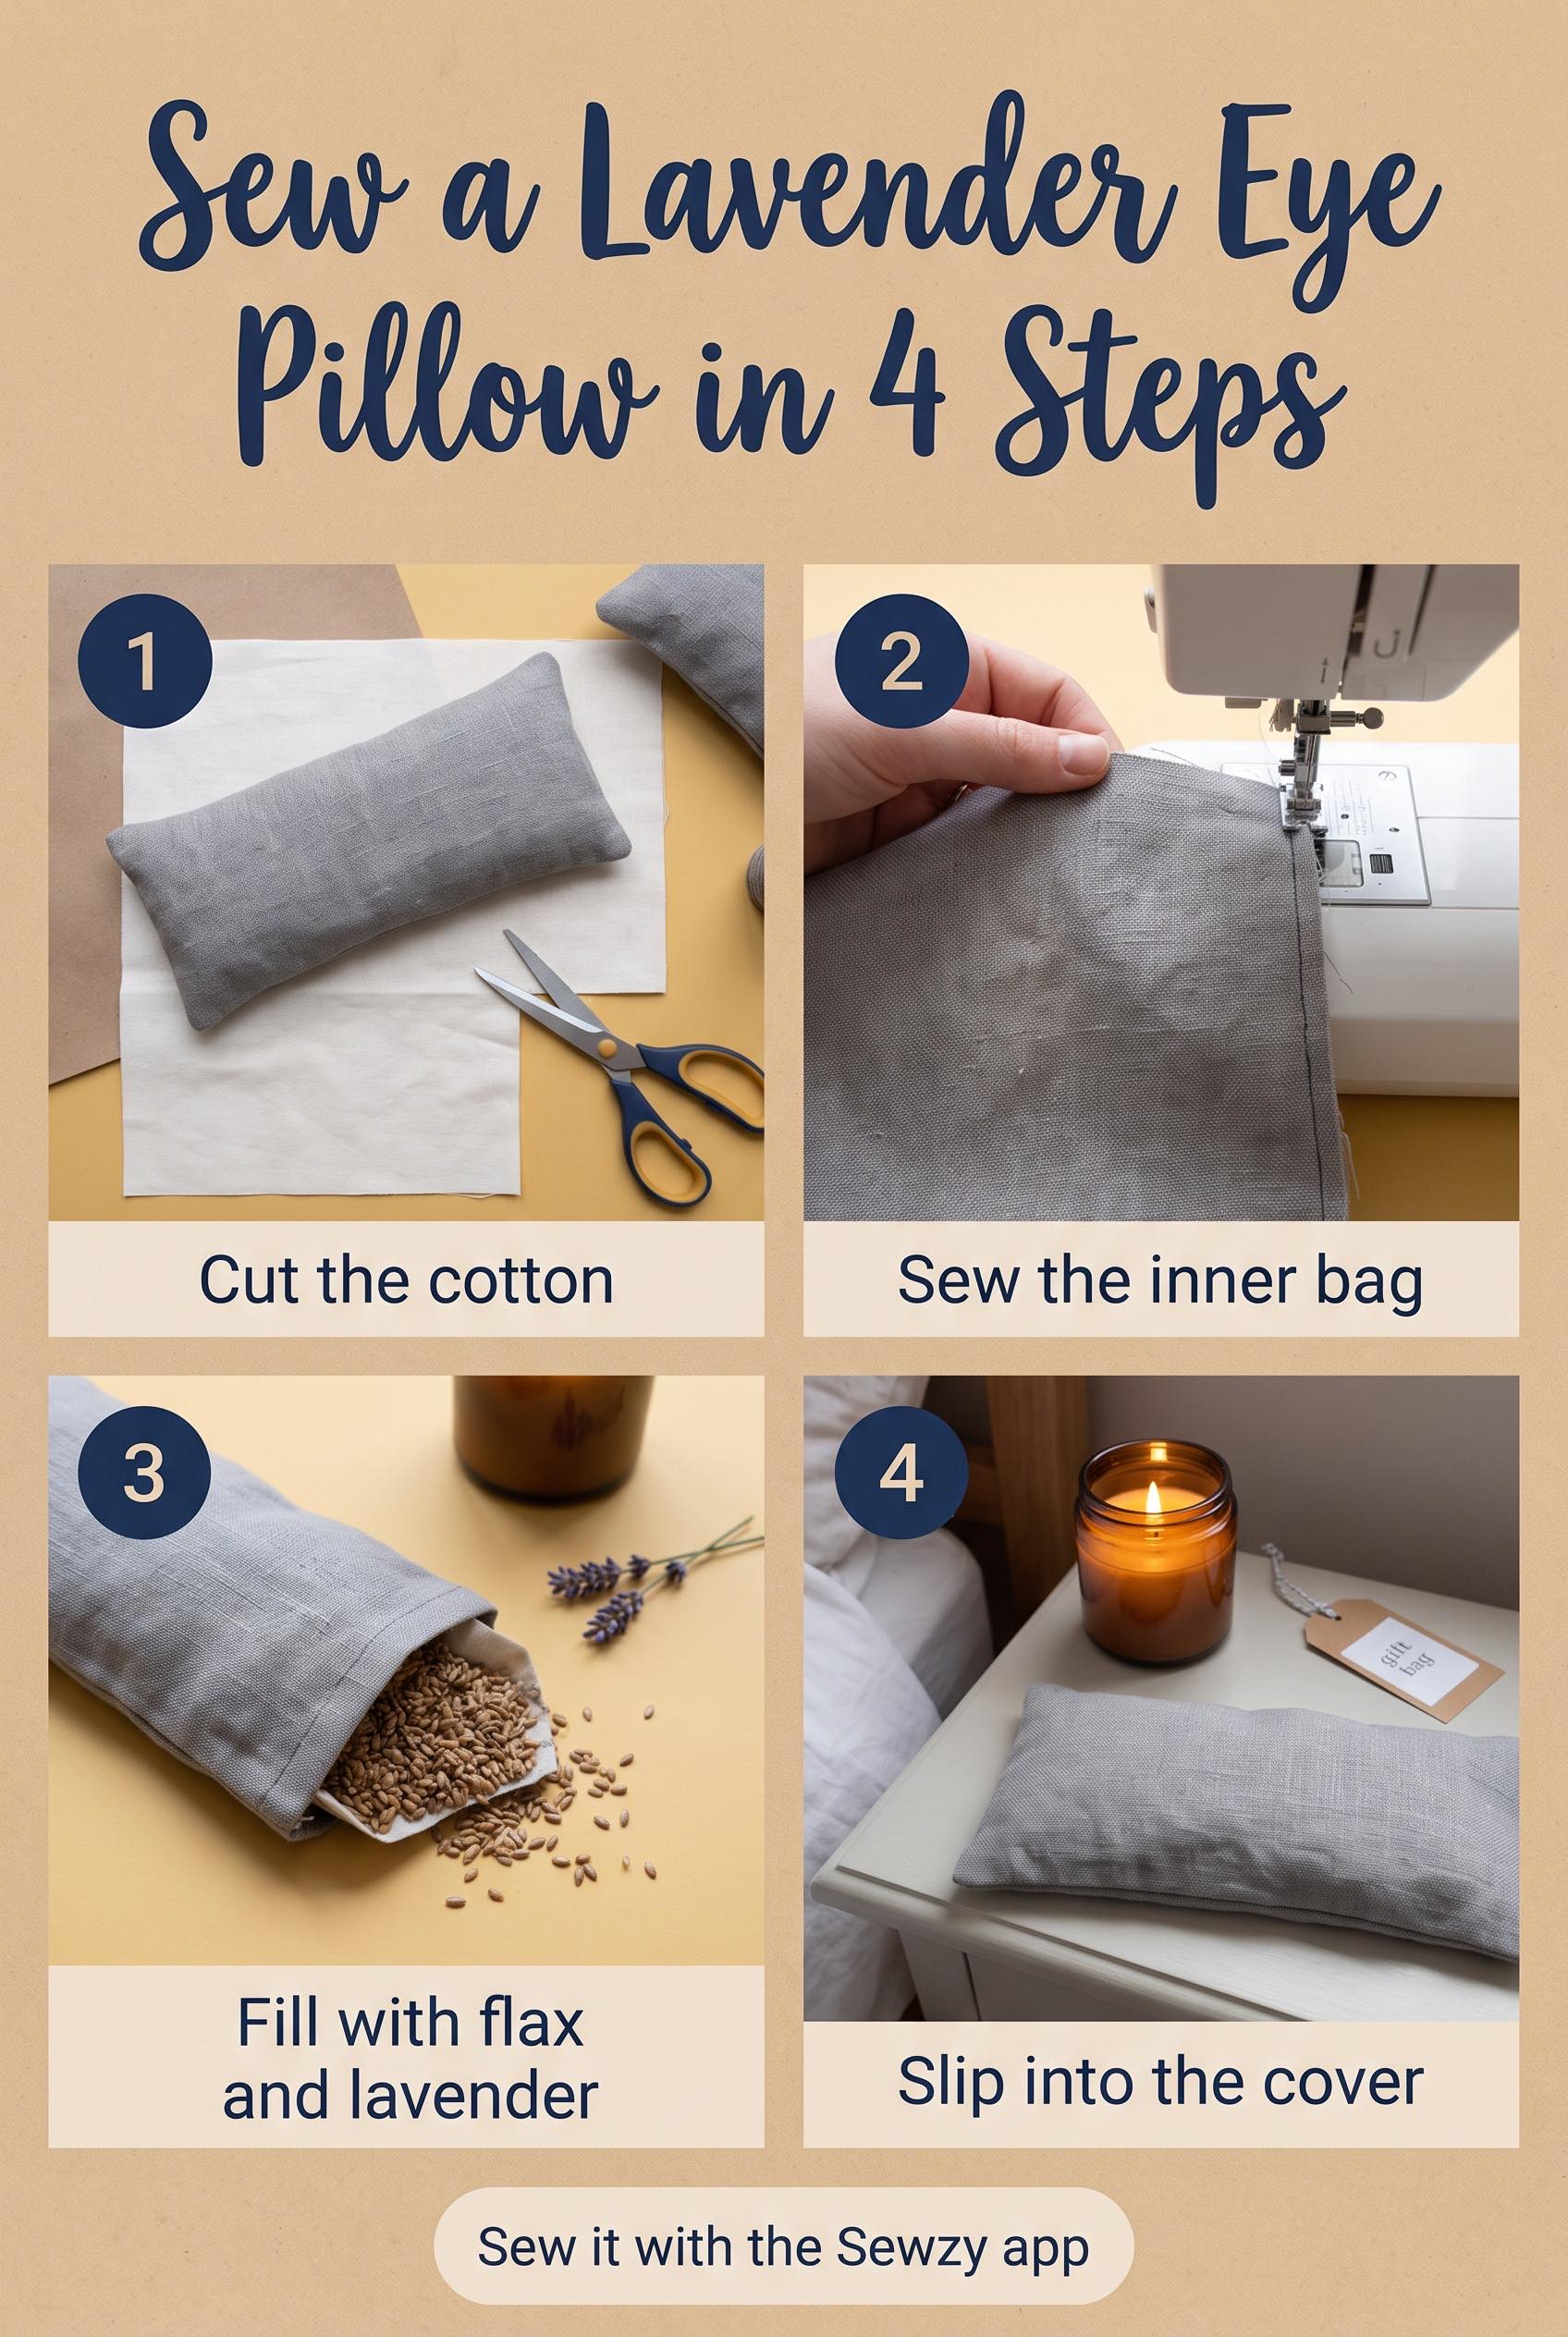 Sew a Lavender Eye
Pillow in 4 Steps
1
Cut the cotton
2
Sew the inner bag
3
Fill with flax
and lavender
4
gift
bag
Slip into the cover
Sew it with the Sewzy app